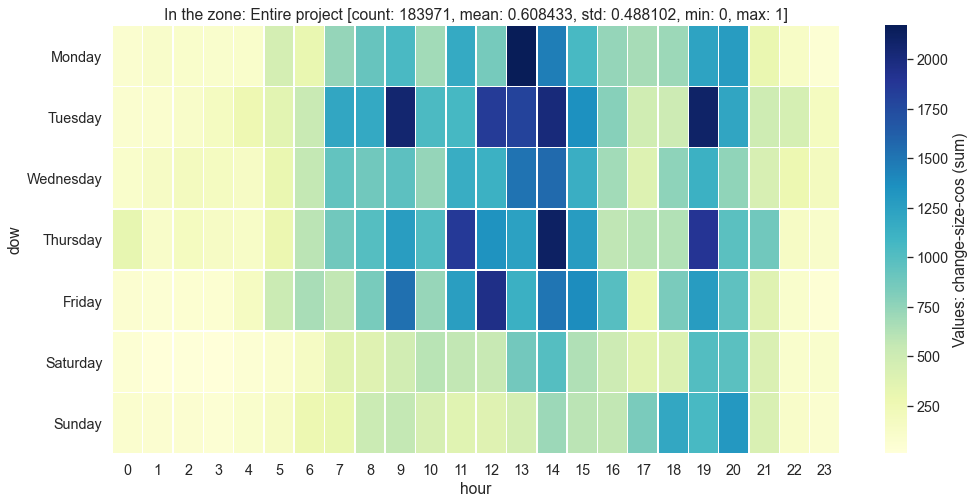 In the zone: Entire project [count: 183971, mean: 0.608433, std: 0.488102, min: 0, max: 1]
dow
Monday
Tuesday
Wednesday
Thursday
Friday
Saturday
Sunday
0 1 2 3 4 5 6 7 8 9 10 11 12 13 14 15 16 17 18 19 20 21 22 23
hour
2000
1750
1500
1250
1000
750
500
250
Values: change-size-cos (sum)